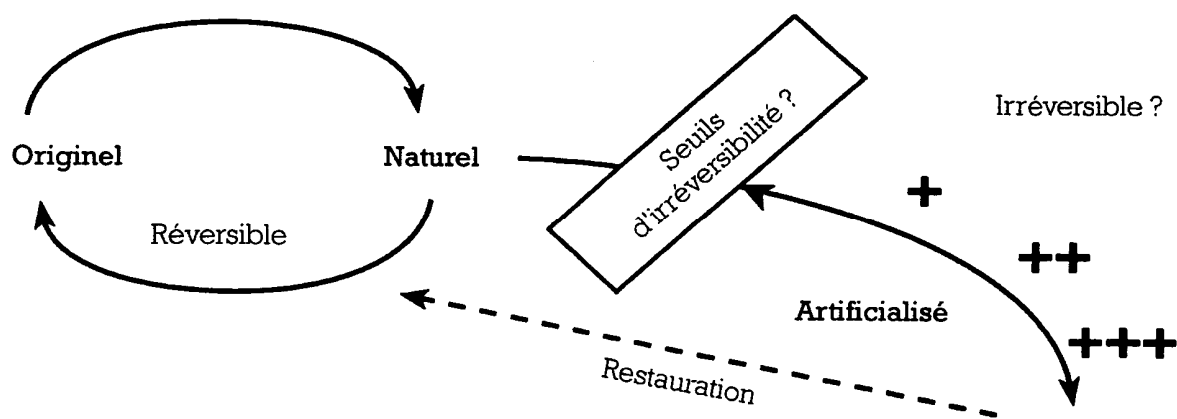 Originel
Naturel
Réversible
Seuils
d'irréversibilité ?
Irréversible ?
+
++
+++
Artificialisé
Restauration